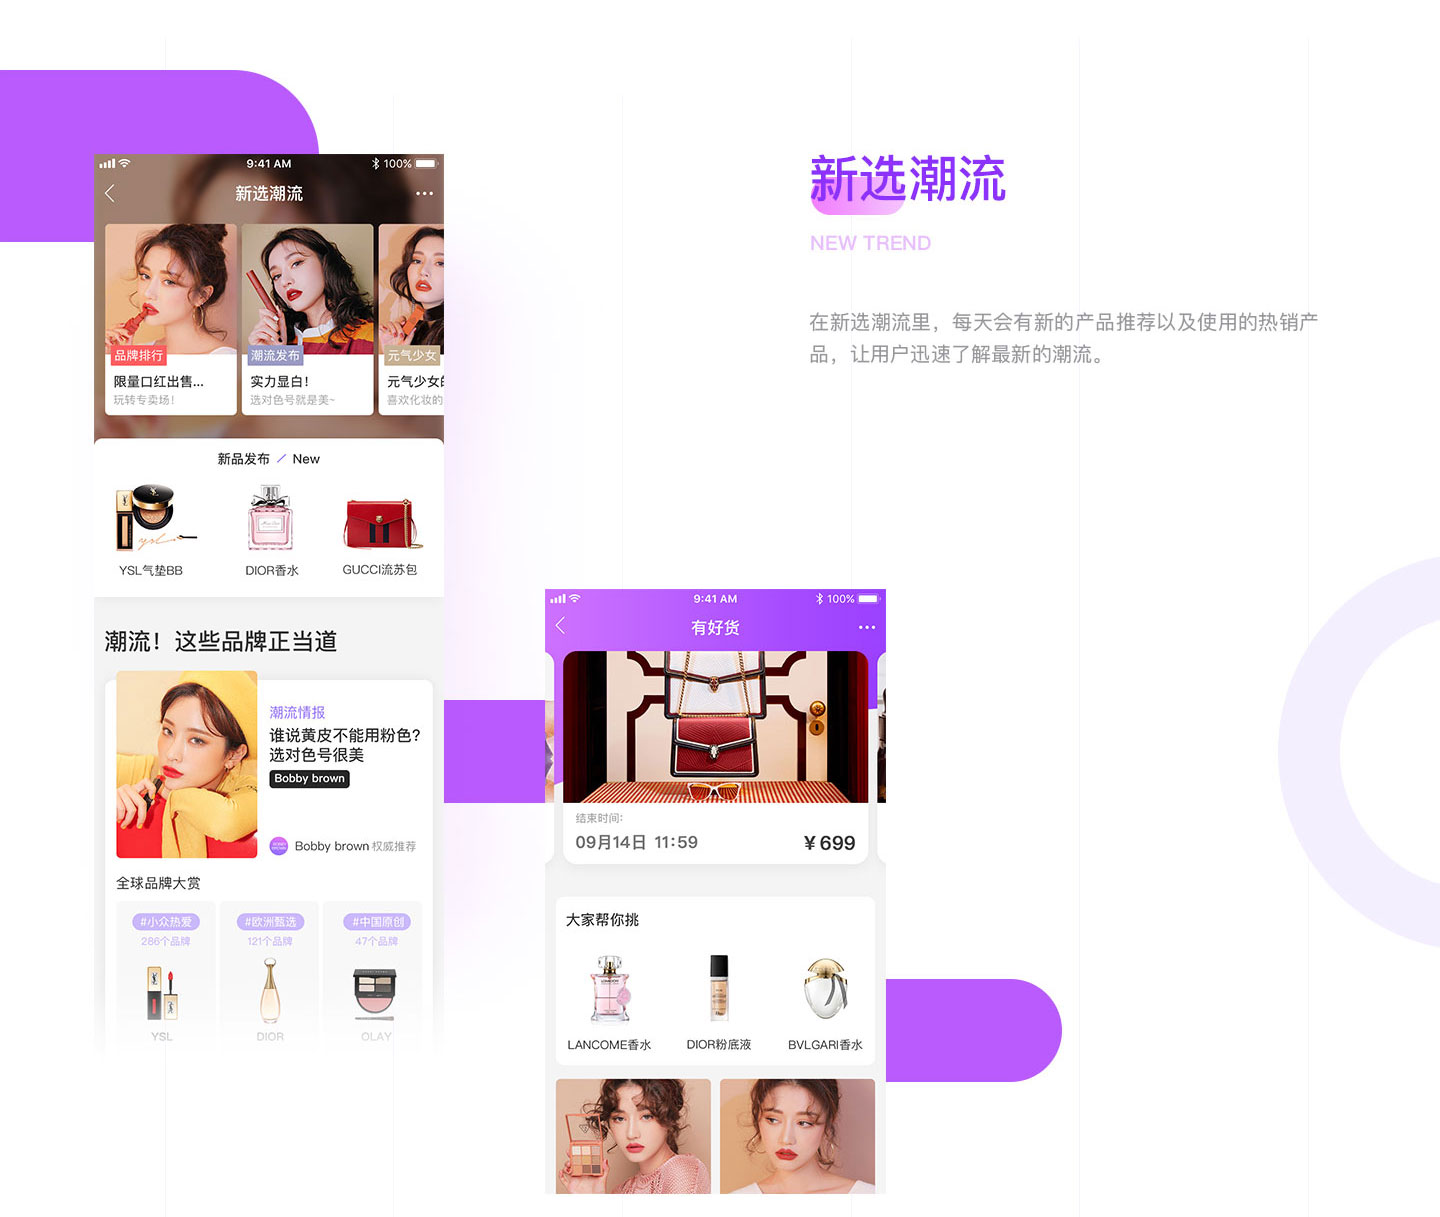 9:41 AM
100%
新选潮流
品牌排行
限量口红出售...
玩转专卖场！
潮流发布
实力显白！
选对色号就是美~
元气少女
元气少女
喜欢化妆的
新品发布 / New
YSL气垫BB
DIOR香水
GUCCI流苏包
潮流！这些品牌正当道
潮流情报
谁说黄皮不能用粉色?
选对色号很美
Bobby brown
Bobby brown 权威推荐
全球品牌大赏
#小众热爱
286个品牌
YSL
#欧洲甄选
121个品牌
DIOR
#中国原创
47个品牌
OLAY
新选潮流
NEW TREND
在新选潮流里，每天会有新的产品推荐以及使用的热销产
品，让用户迅速了解最新的潮流。
9:41 AM
100%
有好货
结束时间：
09月14日 11:59
¥699
大家帮你挑
LANCOME香水
DIOR粉底液
BVLGARI香水